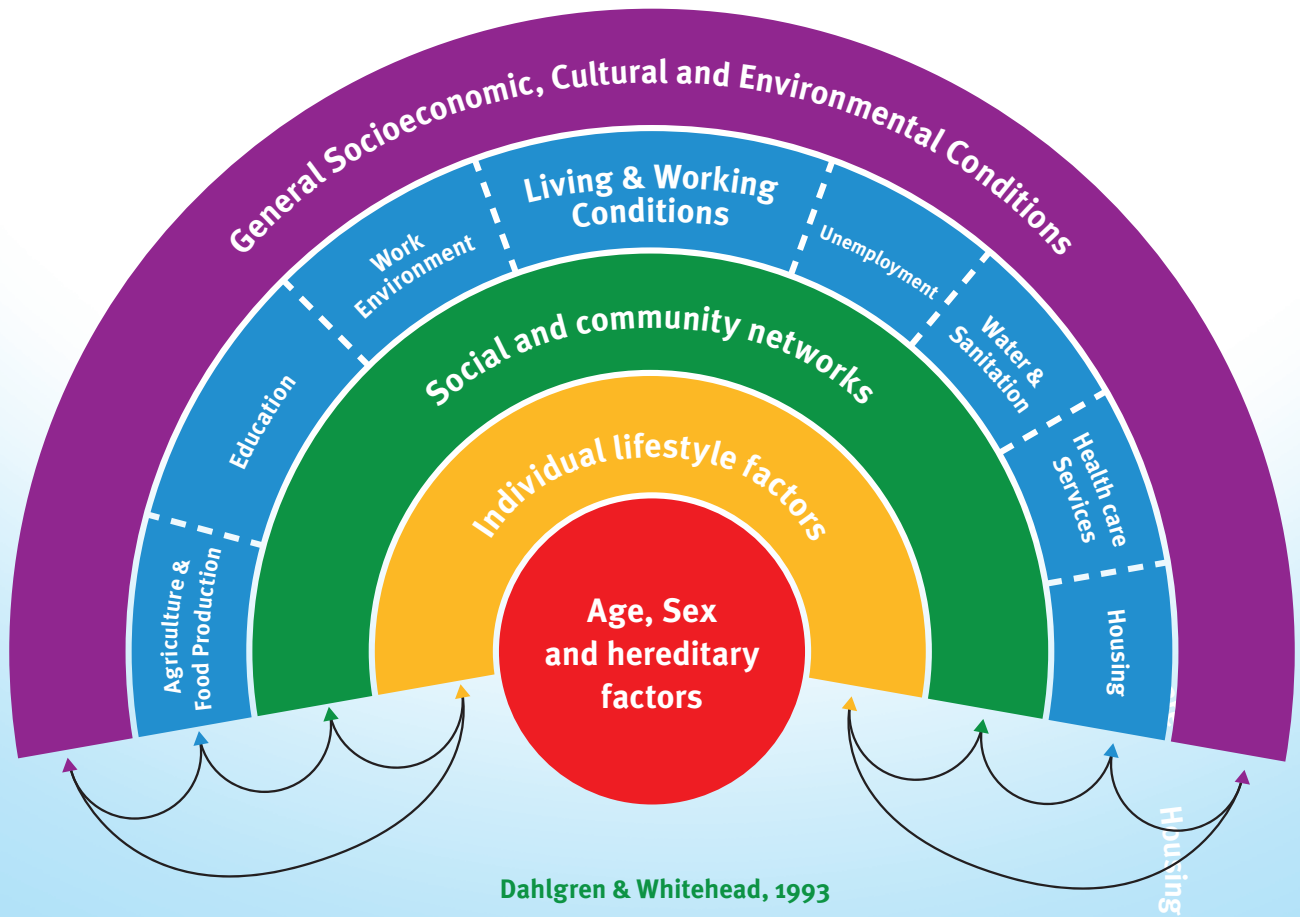 General Socioeconomic, Cultural and Environmental Conditions
Agriculture &
Food Production
Education
Work
Environment
Living & Working
Conditions
Unemployment
Water &
Sanitation
Health care
Services
Housing
Social and community networks
Individual lifestyle factors
Age, Sex
and hereditary
factors
Housing
Dahlgren & Whitehead, 1993